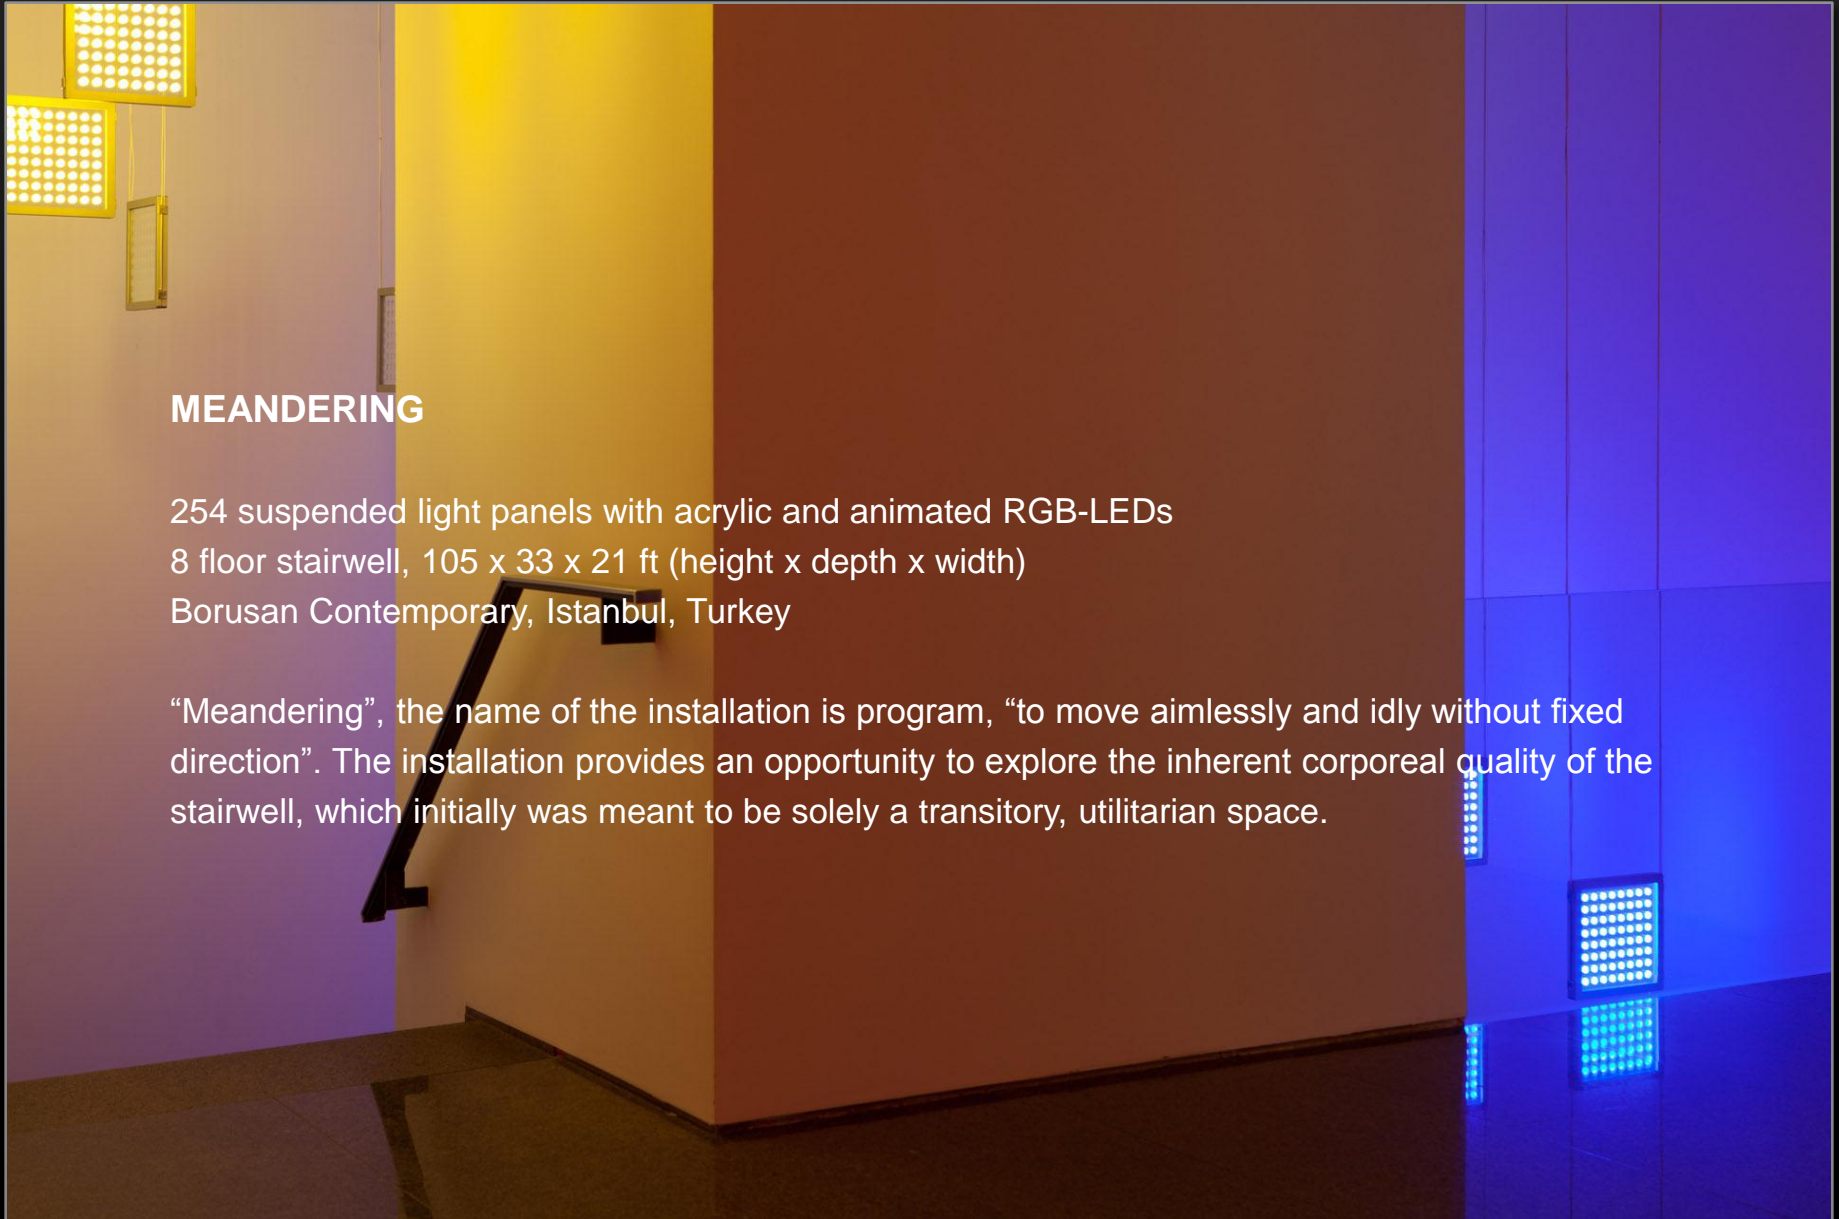 MEANDERING
254 suspended light panels with acrylic and animated RGB-LEDs
8 floor stairwell, 105 x 33 x 21 ft (height x depth x width)
Borusan Contemporary, Istanbul, Turkey
“Meandering”, the name of the installation is program, “to move aimlessly and idly without fixed
direction”. The installation provides an opportunity to explore the inherent corporeal quality of the
stairwell, which initially was meant to be solely a transitory, utilitarian space.